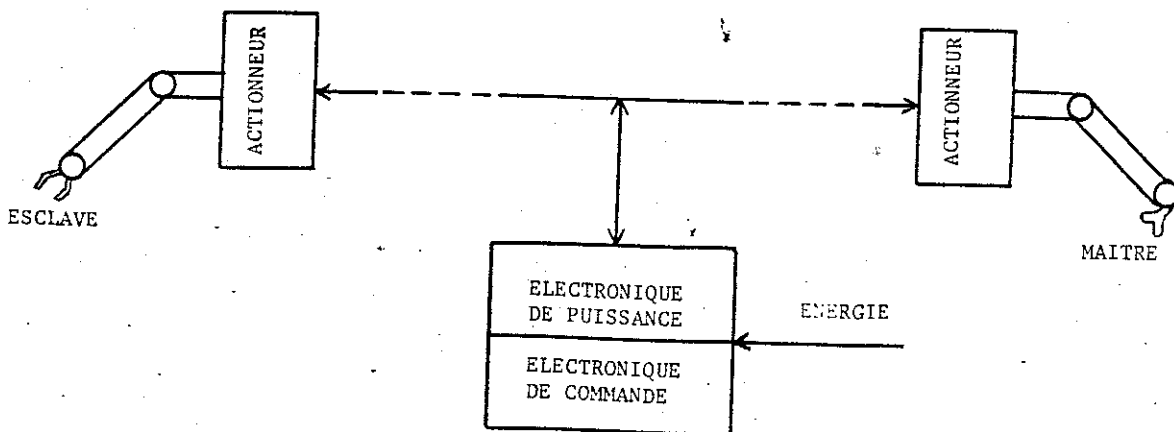 ACTIONNEUR
ACTIONNEUR
ESCLAVE
MAITRE
ELECTRONIQUE
DE PUISSANCE
ENERGIE
ELECTRONIQUE
DE COMMANDE